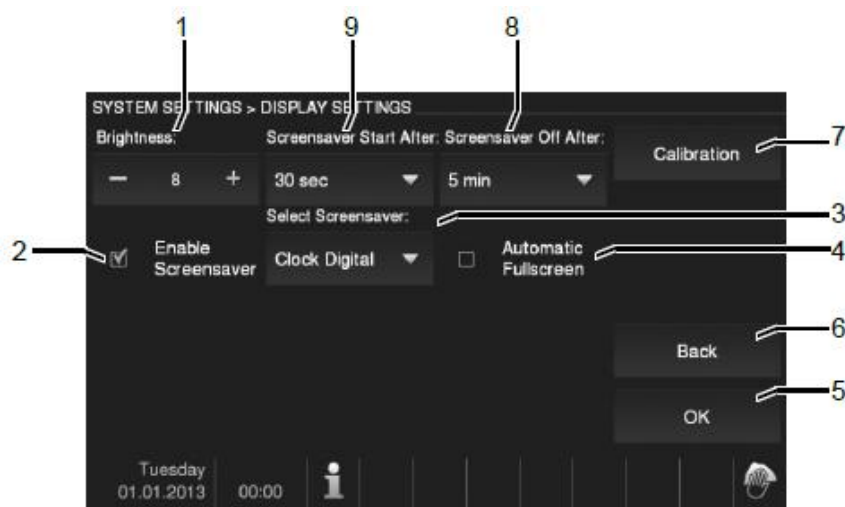 1 9 8
SYSTEM SETTINGS > DISPLAY SETTINGS
Brightness: Screensaver Start After: Screensaver Off After:
Calibration 7
− 8 + 30 sec 5 min
Select Screensaver: 3
2 Enable Screensaver Clock Digital Automatic Fullscreen 4
Back 6
OK 5
Tuesday
01.01.2013 00:00 i